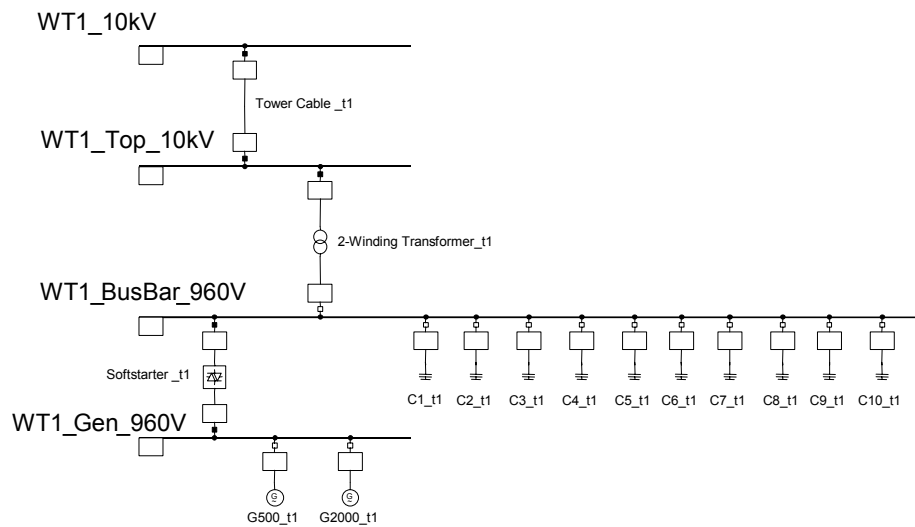 WT1_10kV
Tower Cable _t1
WT1_Top_10kV
2-Winding Transformer_t1
WT1_BusBar_960V
Softstarter _t1
C1_t1 C2_t1 C3_t1 C4_t1 C5_t1 C6_t1 C7_t1 C8_t1 C9_t1 C10_t1
WT1_Gen_960V
G G
G500_t1 G2000_t1